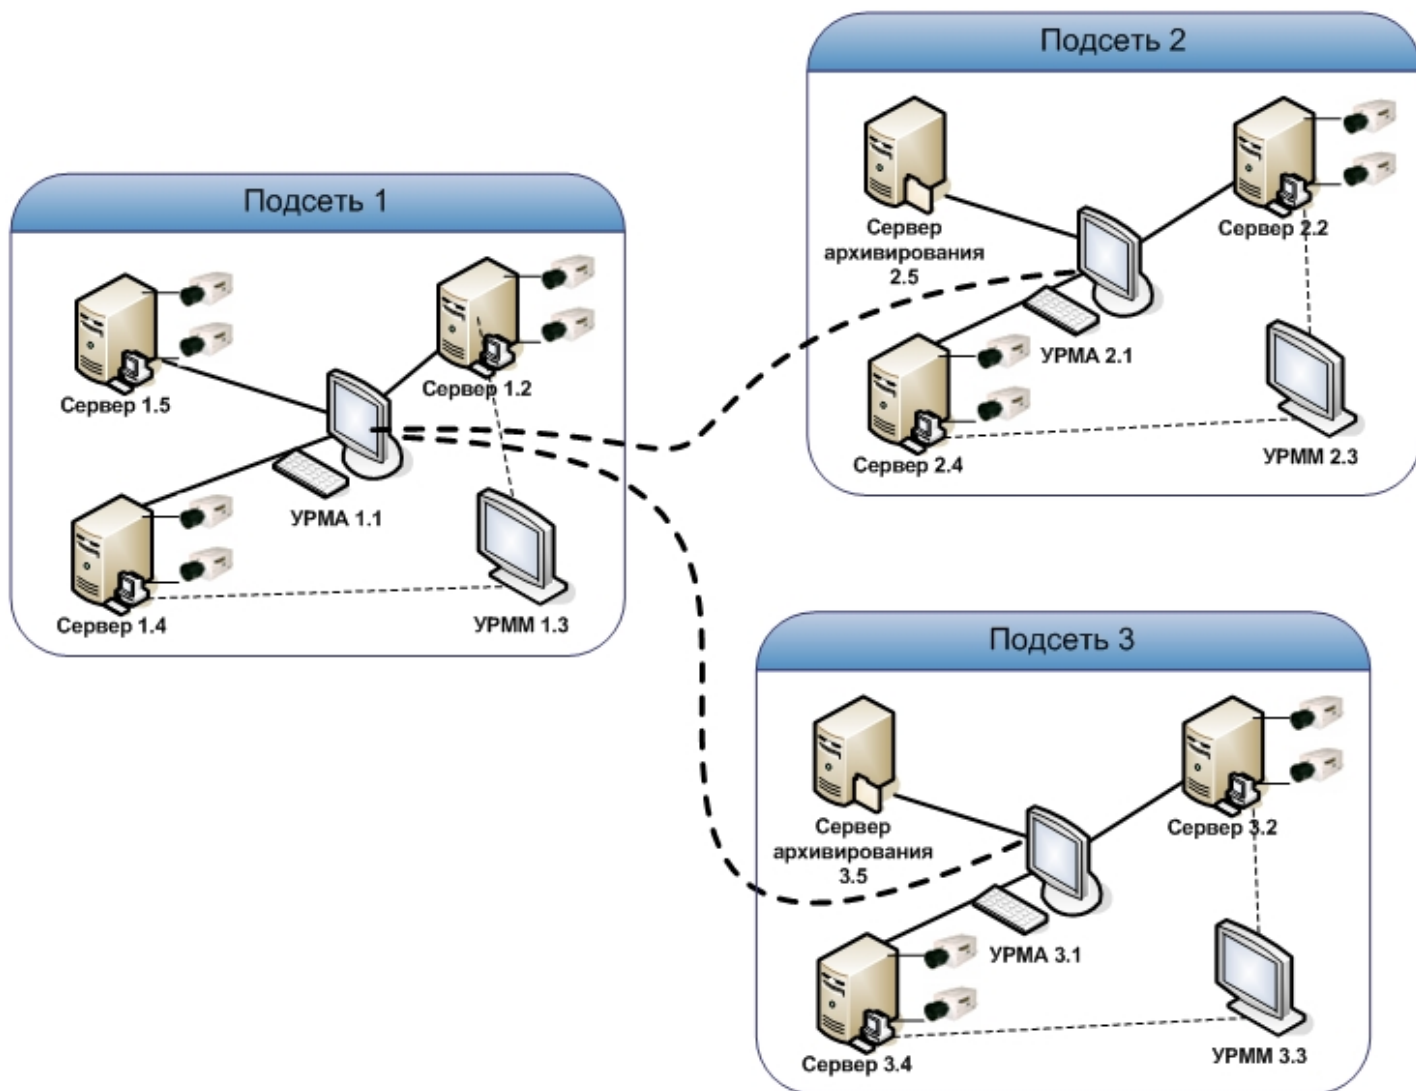 Подсеть 1
Сервер 1.5
Сервер 1.2
УРМА 1.1
Сервер 1.4
УРММ 1.3
Подсеть 2
Сервер
архивирования
2.5
Сервер 2.2
УРМА 2.1
Сервер 2.4
УРММ 2.3
Подсеть 3
Сервер
архивирования
3.5
Сервер 3.2
УРМА 3.1
Сервер 3.4
УРММ 3.3